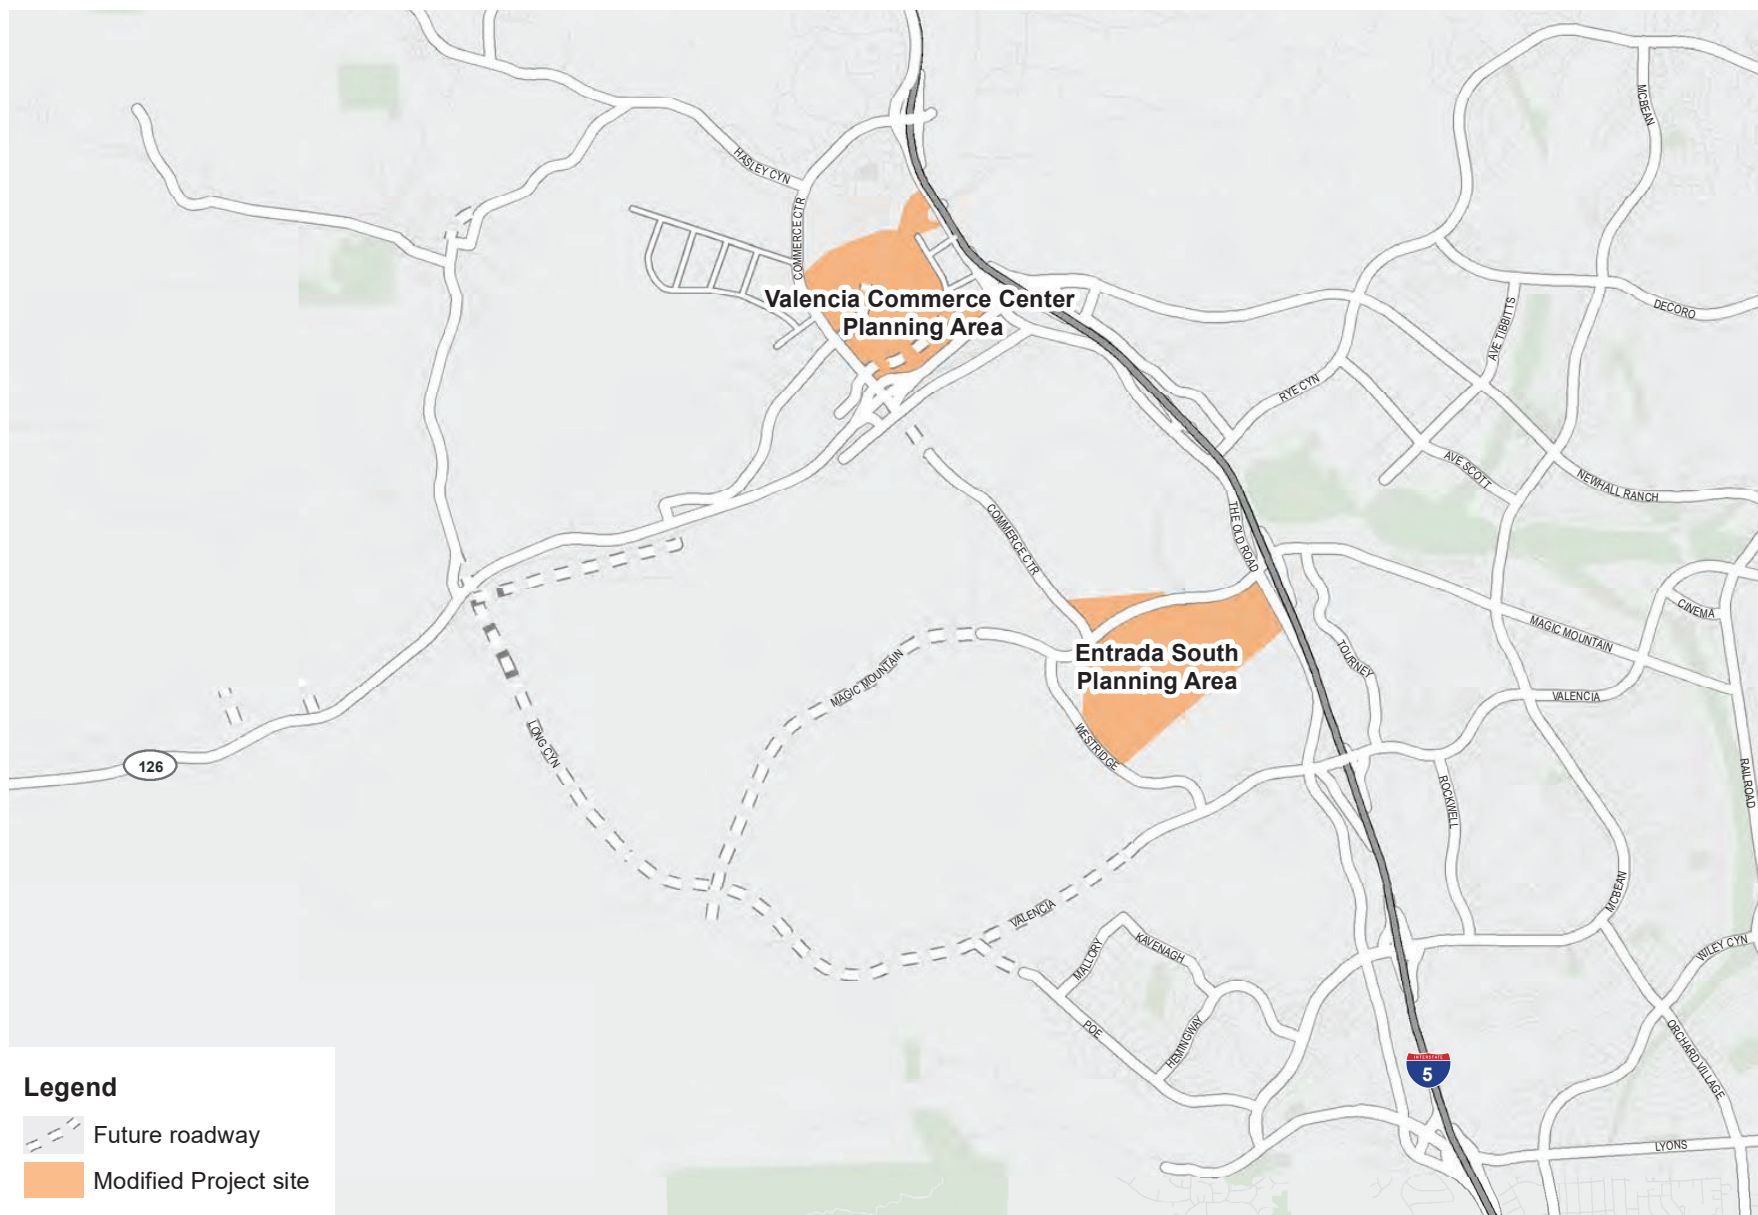 MCBEAN
HASLEY CYN
COMMERCE CTR
Valencia Commerce Center
Planning Area
DECORO
AVE TIBBITTS
RYE CYN
AVE SCOTT
NEWHALL RANCH
THE OLD ROAD
COMMERCE CTR
CINEMA
MAGIC MOUNTAIN
TOURNEY
Entrada South
Planning Area
MAGIC MOUNTAIN
VALENCIA
WESTRIDGE
LONG CYN
126
RAILROAD
ROCKWELL
MCBEAN
VALENCIA
KAVENAGH
MALLORY
WILEY CYN
POE
HEMINGWAY
ORCHARD VILLAGE
INTERSTATE
5
LYONS
Legend
Future roadway
Modified Project site